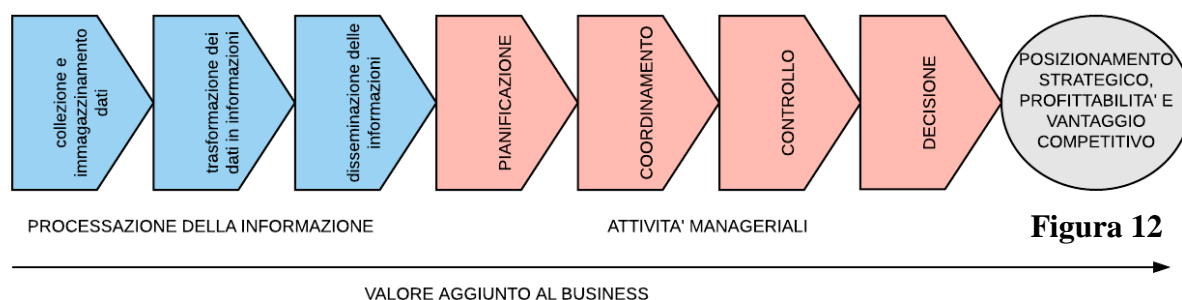 collezione e
immagazzinamento
dati
trasformazione dei
dati in informazioni
disseminazione delle
informazioni
PIANIFICAZIONE
COORDINAMENTO
CONTROLLO
DECISIONE
POSIZIONAMENTO
STRATEGICO,
PROFITTABILITA' E
VANTAGGIO
COMPETITIVO
PROCESSAZIONE DELLA INFORMAZIONE
ATTIVITA' MANAGERIALI
Figura 12
VALORE AGGIUNTO AL BUSINESS